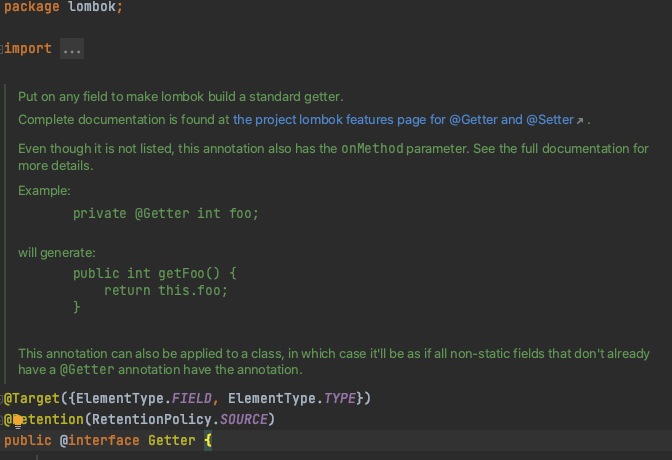 package lombok;
import ...
Put on any field to make lombok build a standard getter.
Complete documentation is found at the project lombok features page for @Getter and @Setter↗ .
Even though it is not listed, this annotation also has the onMethod parameter. See the full documentation for
more details.
Example:
private @Getter int foo;
will generate:
public int getFoo() {
return this.foo;
}
This annotation can also be applied to a class, in which case it'll be as if all non-static fields that don't already
have a @Getter annotation have the annotation.
@Target({ElementType.FIELD, ElementType.TYPE})
@Retention(RetentionPolicy.SOURCE)
public @interface Getter {